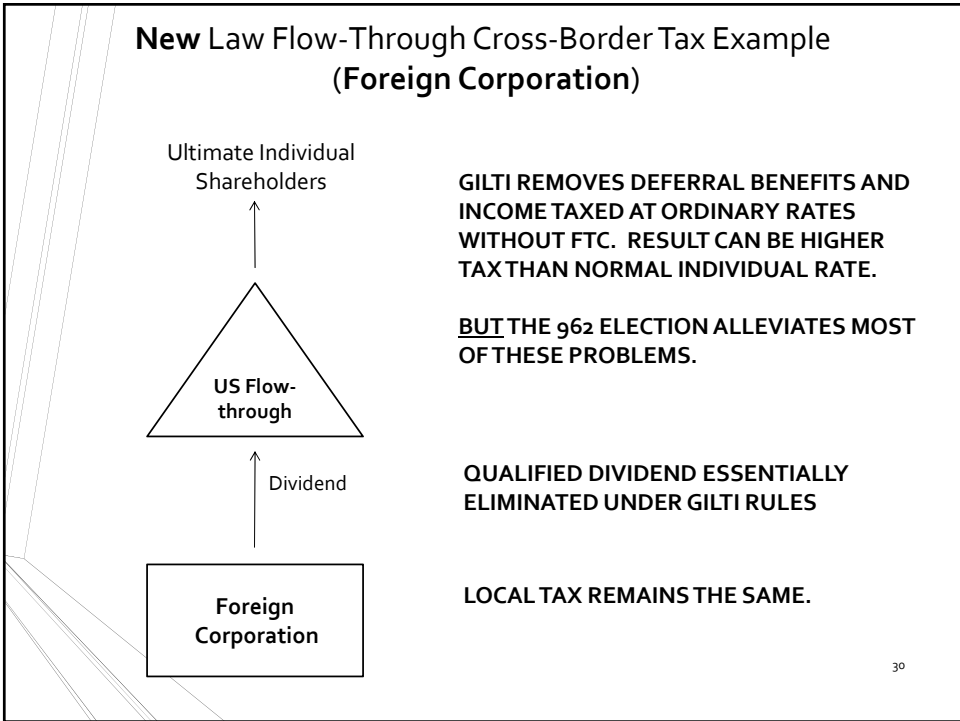 New Law Flow-Through Cross-Border Tax Example
(Foreign Corporation)
Ultimate Individual
Shareholders
GILTI REMOVES DEFERRAL BENEFITS AND
INCOME TAXED AT ORDINARY RATES
WITHOUT FTC. RESULT CAN BE HIGHER
TAX THAN NORMAL INDIVIDUAL RATE.
BUT THE 962 ELECTION ALLEVIATES MOST
OF THESE PROBLEMS.
US Flow-
through
Dividend
QUALIFIED DIVIDEND ESSENTIALLY
ELIMINATED UNDER GILTI RULES
Foreign
Corporation
LOCAL TAX REMAINS THE SAME.
30